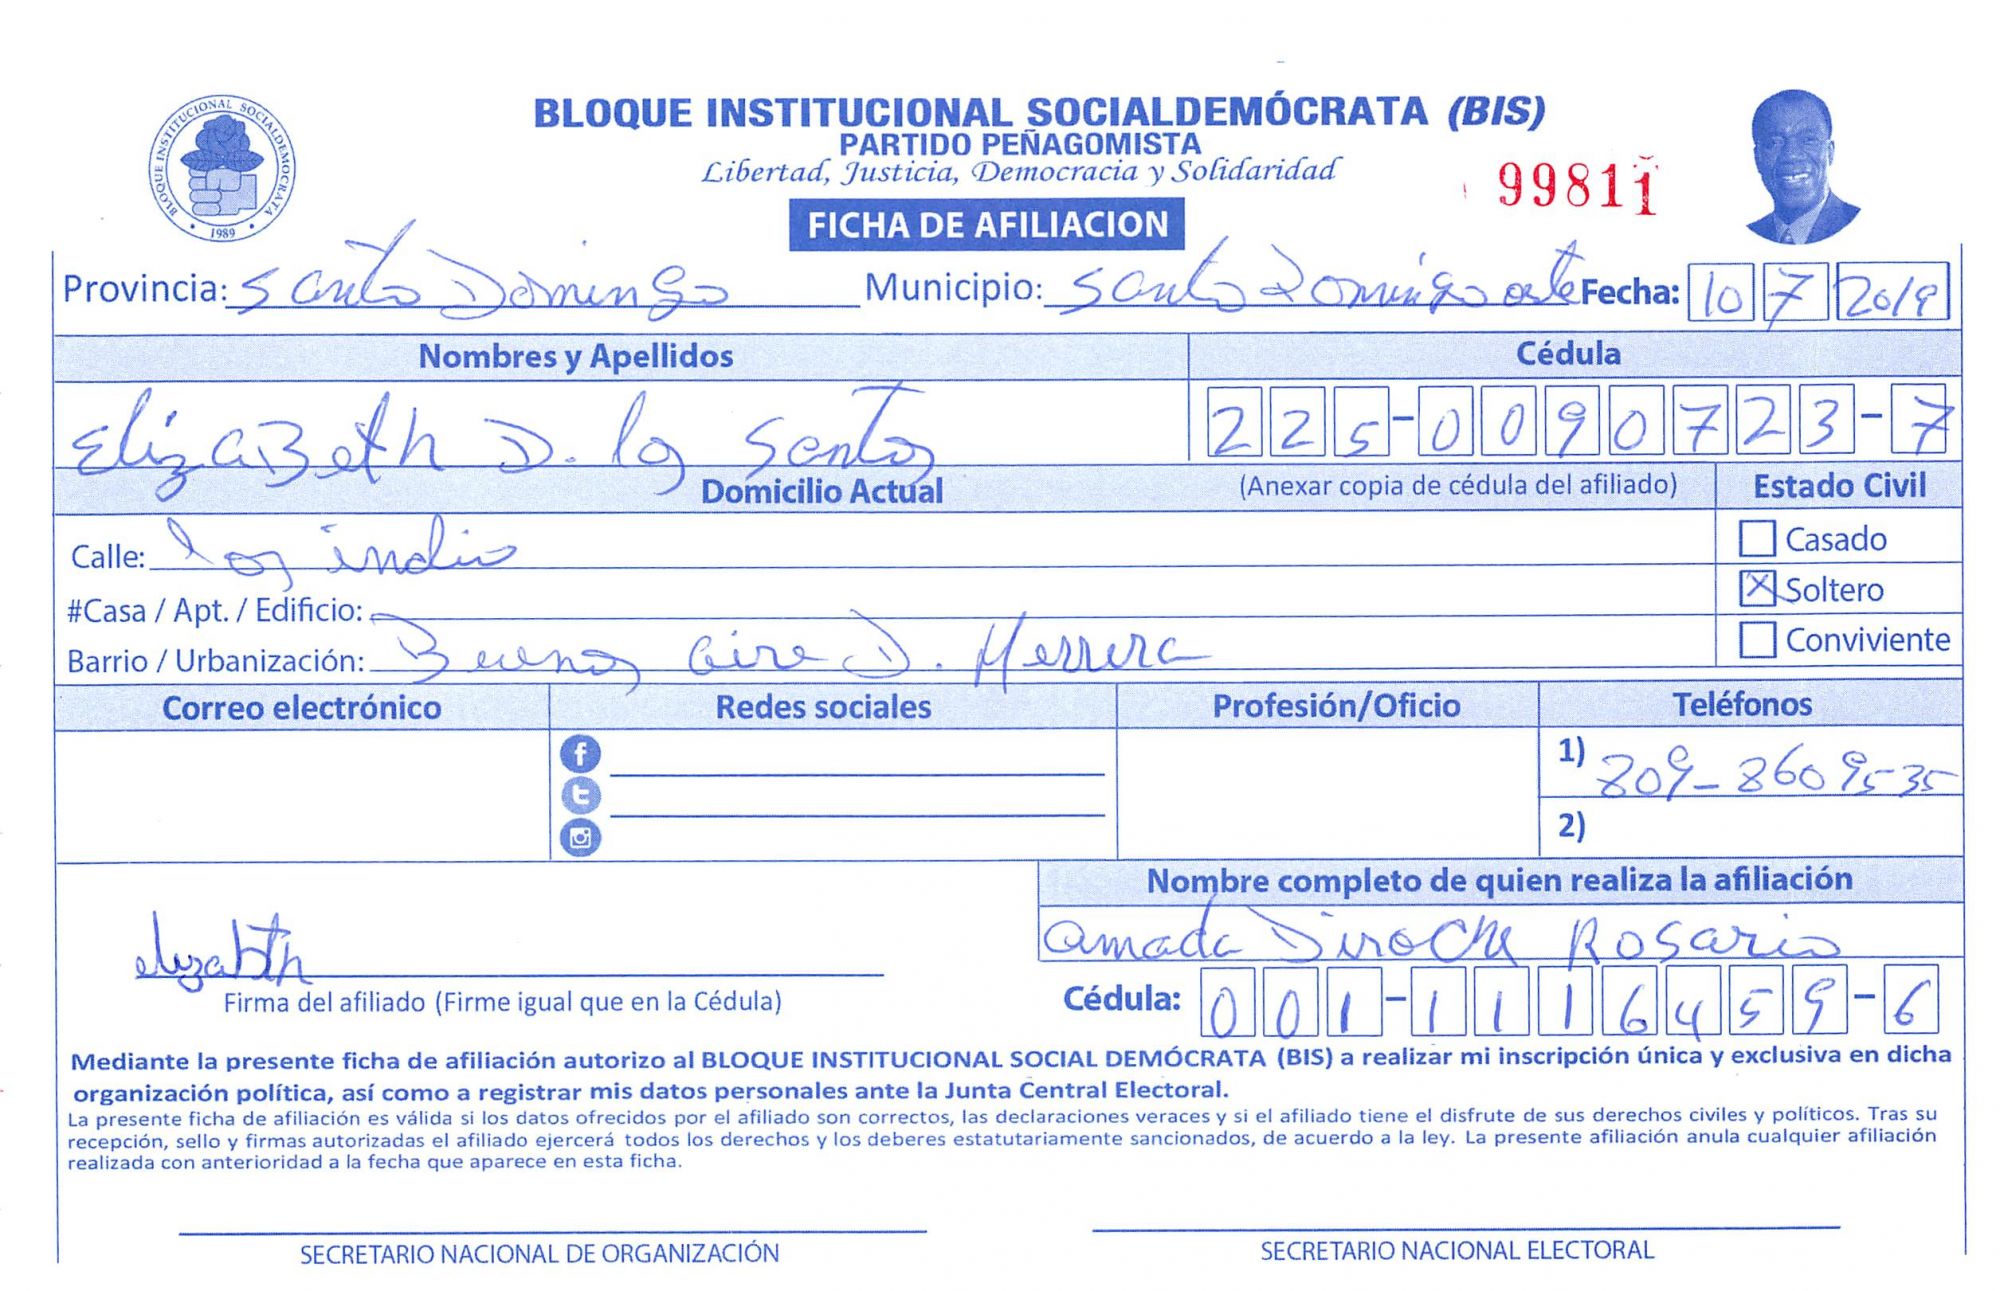 BLOQUE INSTITUCIONAL SOCIALDEMÓCRATA (BIS)
PARTIDO PEÑAGOMISTA
Libertad, Justicia, Democracia y Solidaridad
99811
BLOQUE INSTITUCIONAL SOCIALDEMOCRATA
1989
FICHA DE AFILIACION
Provincia: Santo Domingo Municipio: Santo Domingo este Fecha: 10 7 2019
Nombres y Apellidos Cédula
ElizaBeth D. los Santos 225-0090723-7
Domicilio Actual (Anexar copia de cédula del afiliado) Estado Civil
Calle: los indio Casado
#Casa / Apt. / Edificio: X Soltero
Barrio / Urbanización: Buenos Aire D. Herrera Conviviente
Correo electrónico Redes sociales Profesión/Oficio Teléfonos
1) 809-8609535
2)
Nombre completo de quien realiza la afiliación
elizabeth amada Diroche Rosario
Firma del afiliado (Firme igual que en la Cédula) Cédula: 001-1116459-6
Mediante la presente ficha de afiliación autorizo al BLOQUE INSTITUCIONAL SOCIAL DEMÓCRATA (BIS) a realizar mi inscripción única y exclusiva en dicha
organización política, así como a registrar mis datos personales ante la Junta Central Electoral.
La presente ficha de afiliación es válida si los datos ofrecidos por el afiliado son correctos, las declaraciones veraces y si el afiliado tiene el disfrute de sus derechos civiles y políticos. Tras su
recepción, sello y firmas autorizadas el afiliado ejercerá todos los derechos y los deberes estatutariamente sancionados, de acuerdo a la ley. La presente afiliación anula cualquier afiliación
realizada con anterioridad a la fecha que aparece en esta ficha.
SECRETARIO NACIONAL DE ORGANIZACIÓN SECRETARIO NACIONAL ELECTORAL